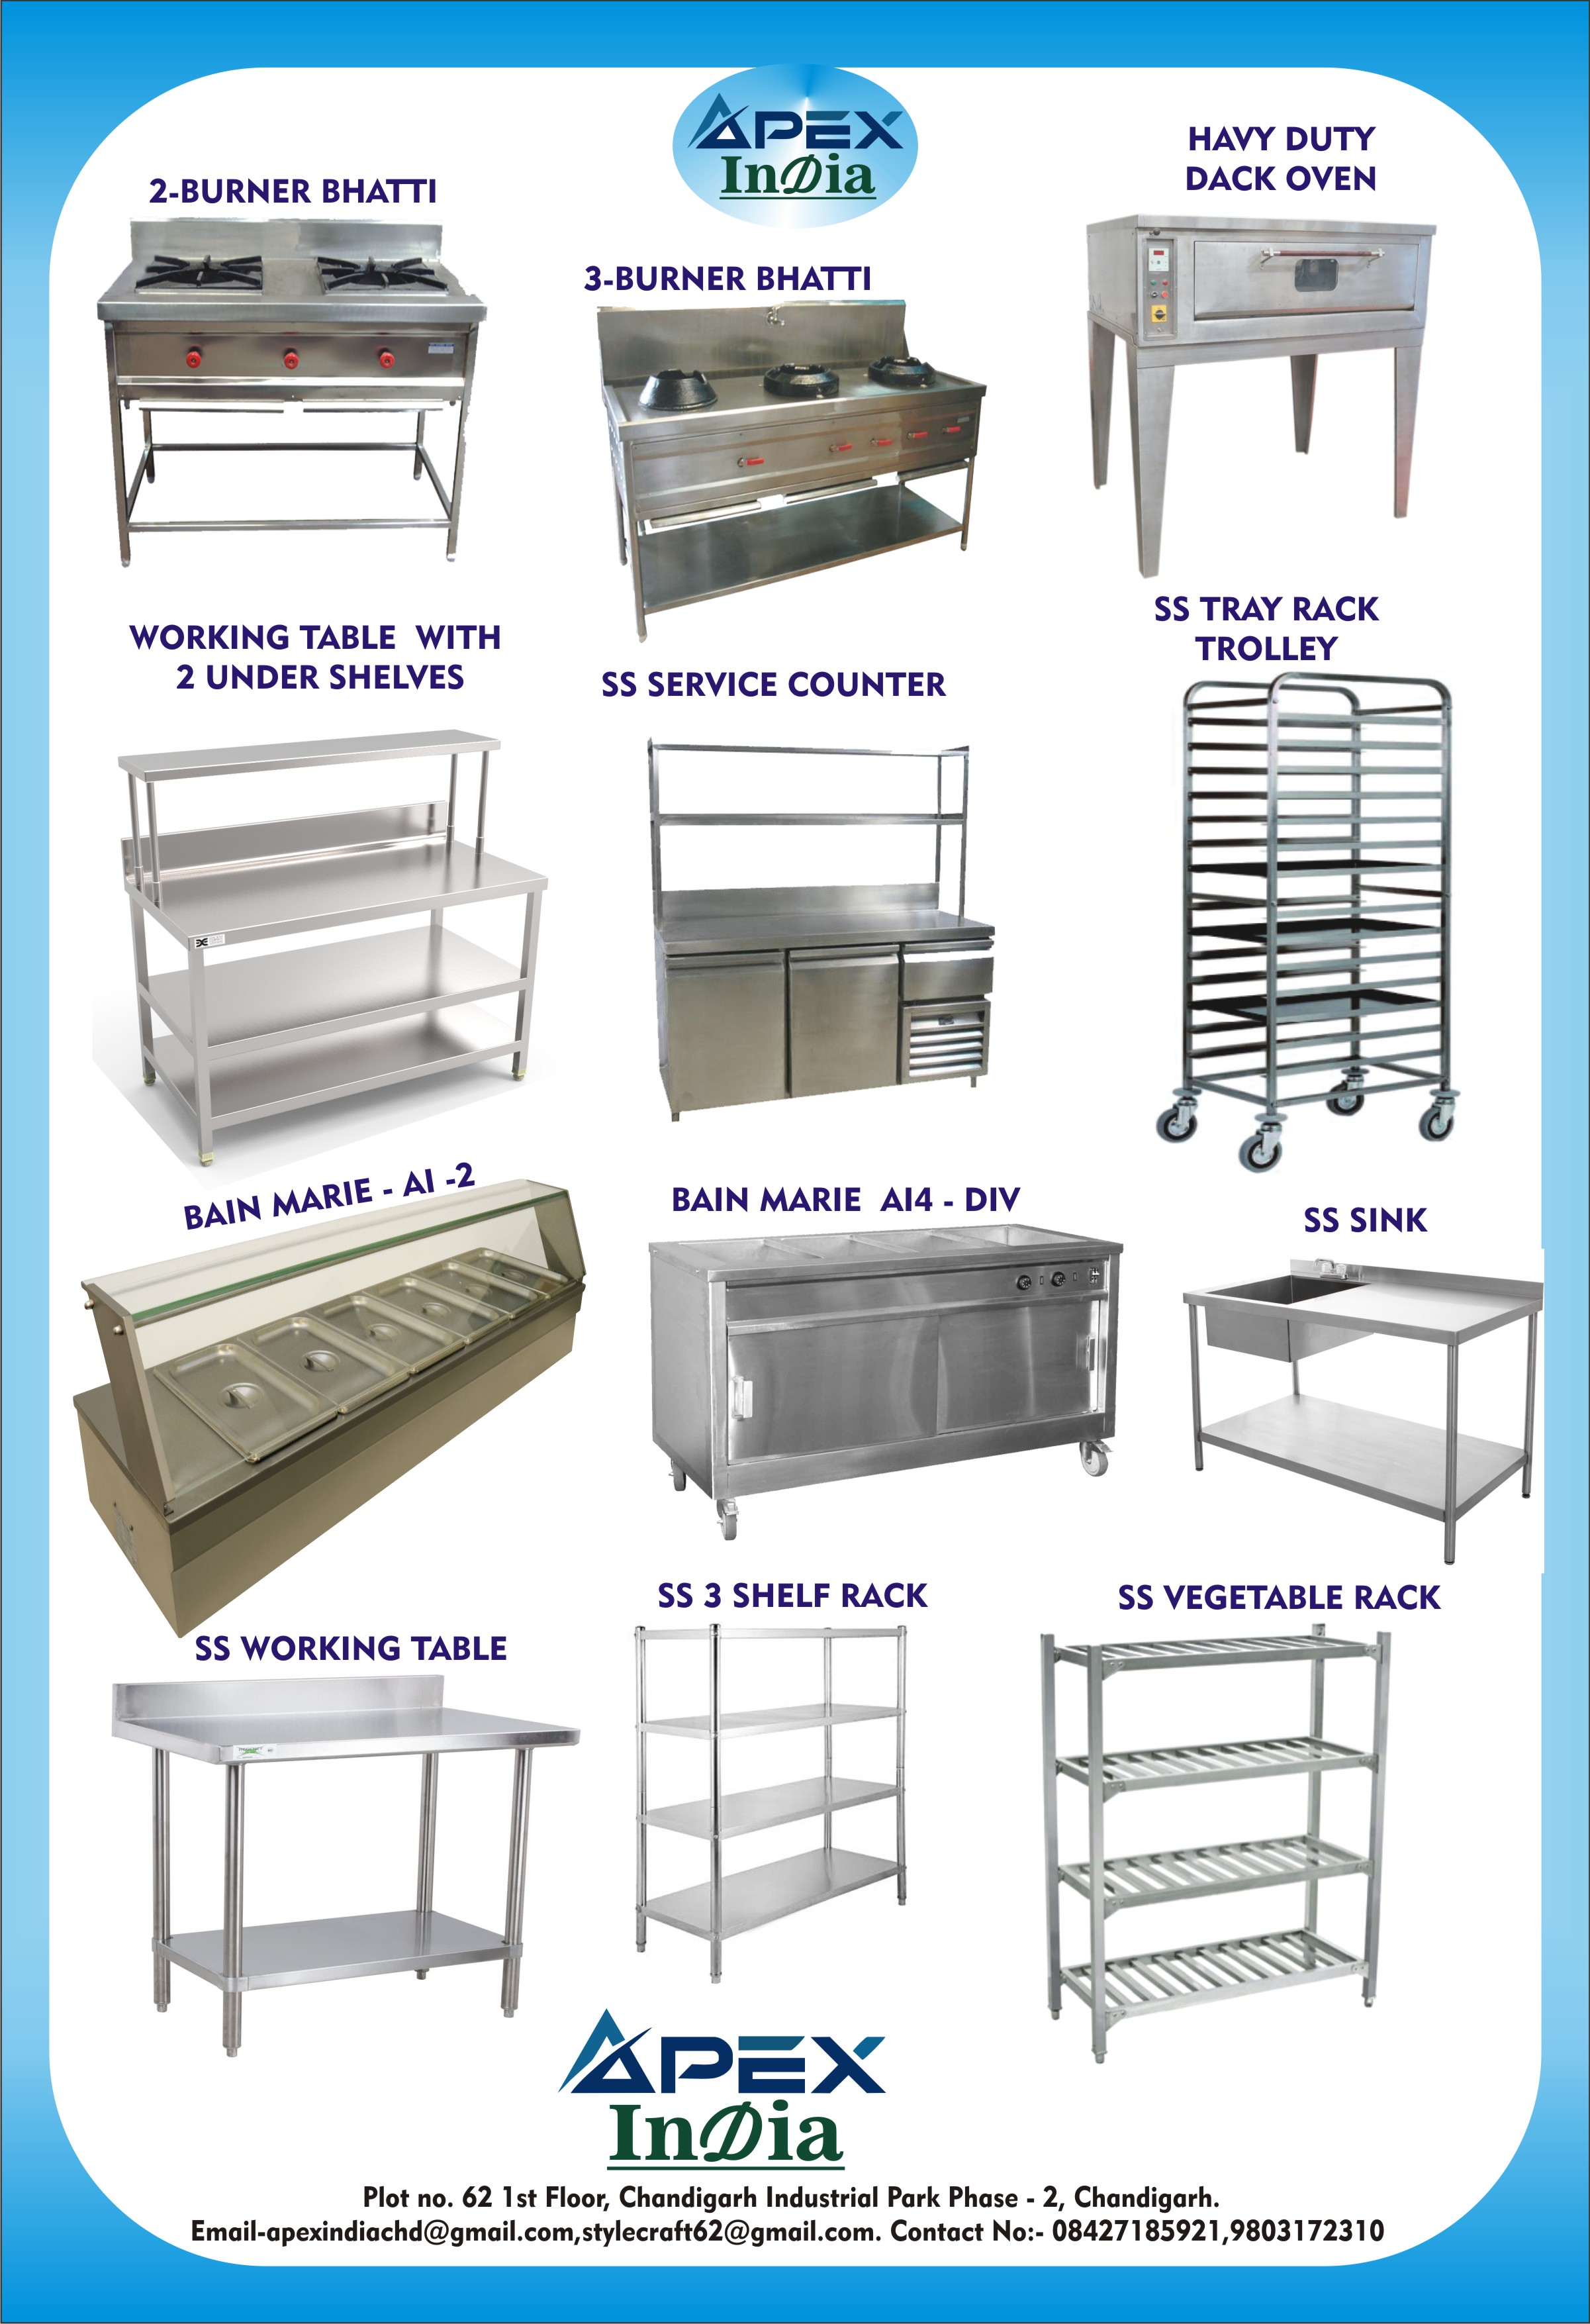 APEX
InDia
HAVY DUTY
DACK OVEN
2-BURNER BHATTI
3-BURNER BHATTI
WORKING TABLE WITH
2 UNDER SHELVES
SS SERVICE COUNTER
SS TRAY RACK
TROLLEY
BAIN MARIE - AI -2
BAIN MARIE AI4 - DIV
SS SINK
SS WORKING TABLE
SS 3 SHELF RACK
SS VEGETABLE RACK
APEX
InDia
Plot no. 62 1st Floor, Chandigarh Industrial Park Phase - 2, Chandigarh.
Email-apexindiachd@gmail.com,stylecraft62@gmail.com. Contact No:- 08427185921,9803172310